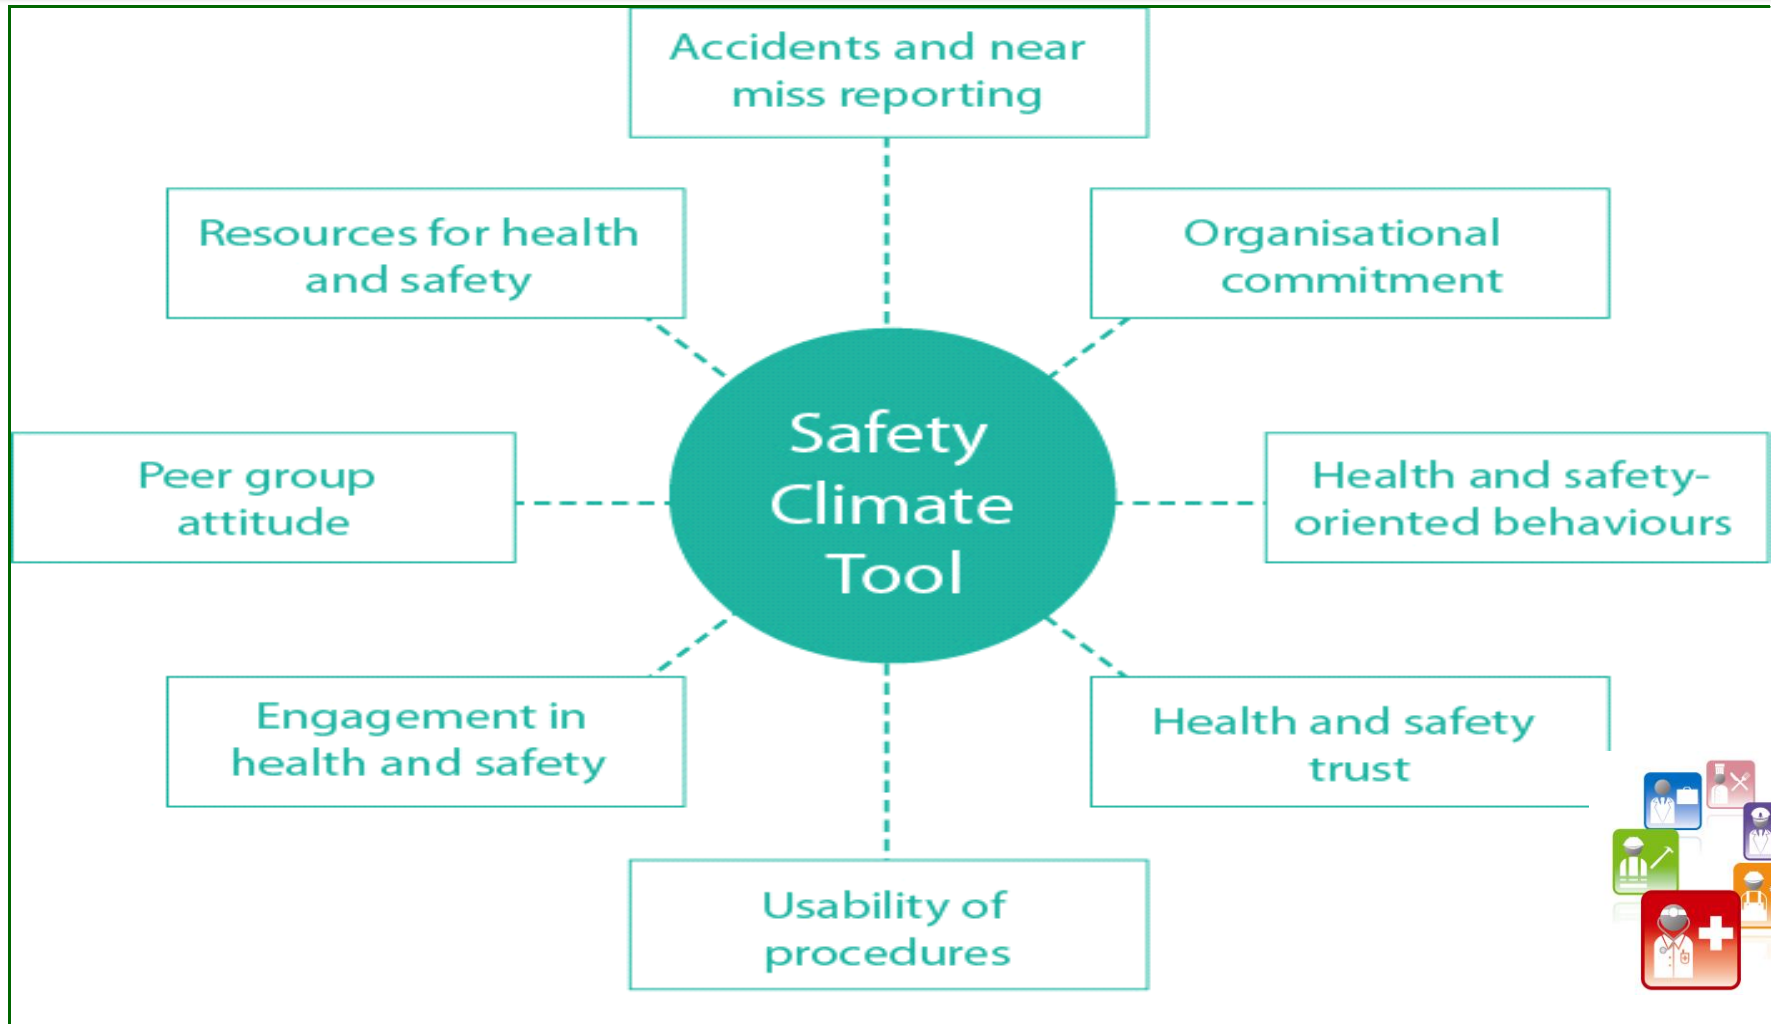 Accidents and near
miss reporting
Resources for health
and safety
Organisational
commitment
Peer group
attitude
Safety
Climate
Tool
Health and safety-
oriented behaviours
Engagement in
health and safety
Health and safety
trust
Usability of
procedures